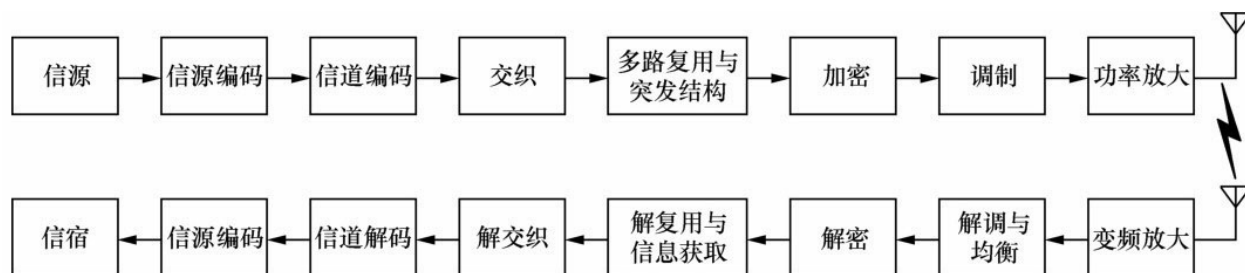 信源
信源编码
信道编码
交织
多路复用与
突发结构
加密
调制
功率放大
信宿
信源编码
信道解码
解交织
解复用与
信息获取
解密
解调与
均衡
变频放大